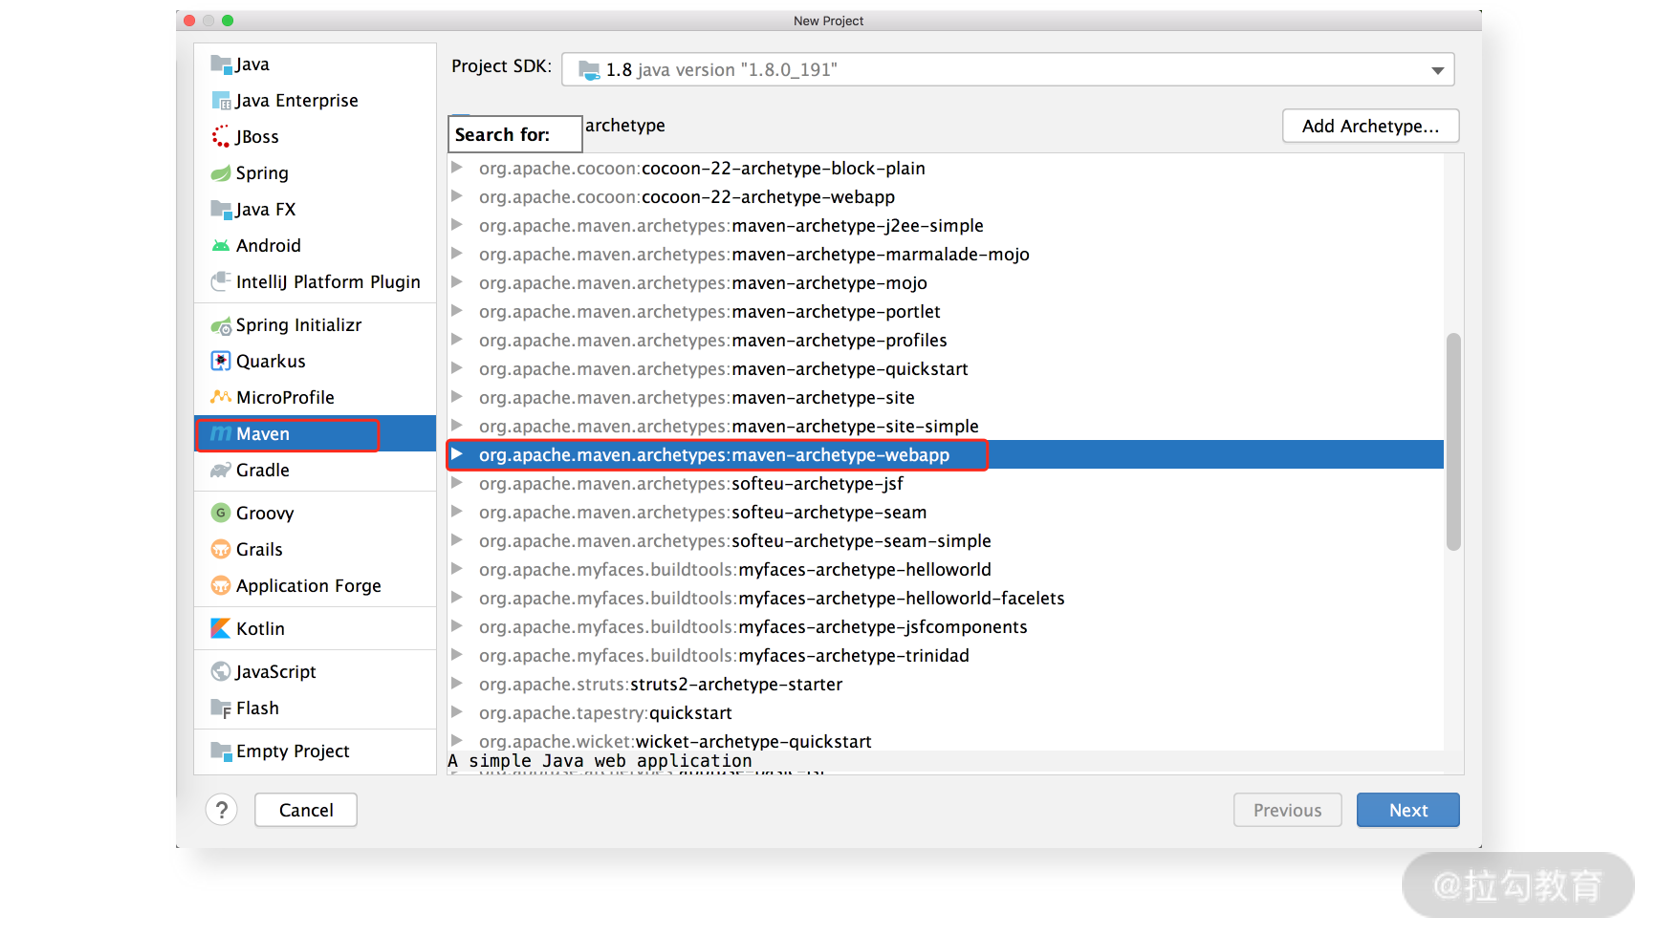 New Project
Java
Java Enterprise
JBoss
Spring
Java FX
Android
IntelliJ Platform Plugin
Spring Initializr
Quarkus
MicroProfile
Maven
Gradle
Groovy
Grails
Application Forge
Kotlin
JavaScript
Flash
Empty Project
Project SDK: 1.8 java version "1.8.0_191"
Search for: archetype
Add Archetype...
org.apache.cocoon:cocoon-22-archetype-block-plain
org.apache.cocoon:cocoon-22-archetype-webapp
org.apache.maven.archetypes:maven-archetype-j2ee-simple
org.apache.maven.archetypes:maven-archetype-marmalade-mojo
org.apache.maven.archetypes:maven-archetype-mojo
org.apache.maven.archetypes:maven-archetype-portlet
org.apache.maven.archetypes:maven-archetype-profiles
org.apache.maven.archetypes:maven-archetype-quickstart
org.apache.maven.archetypes:maven-archetype-site
org.apache.maven.archetypes:maven-archetype-site-simple
org.apache.maven.archetypes:maven-archetype-webapp
org.apache.maven.archetypes:softeu-archetype-jsf
org.apache.maven.archetypes:softeu-archetype-seam
org.apache.maven.archetypes:softeu-archetype-seam-simple
org.apache.myfaces.buildtools:myfaces-archetype-helloworld
org.apache.myfaces.buildtools:myfaces-archetype-helloworld-facelets
org.apache.myfaces.buildtools:myfaces-archetype-jsfcomponents
org.apache.myfaces.buildtools:myfaces-archetype-trinidad
org.apache.struts:struts2-archetype-starter
org.apache.tapestry:quickstart
org.apache.wicket:wicket-archetype-quickstart
A simple Java web application
?
Cancel
Previous
Next
@拉勾教育